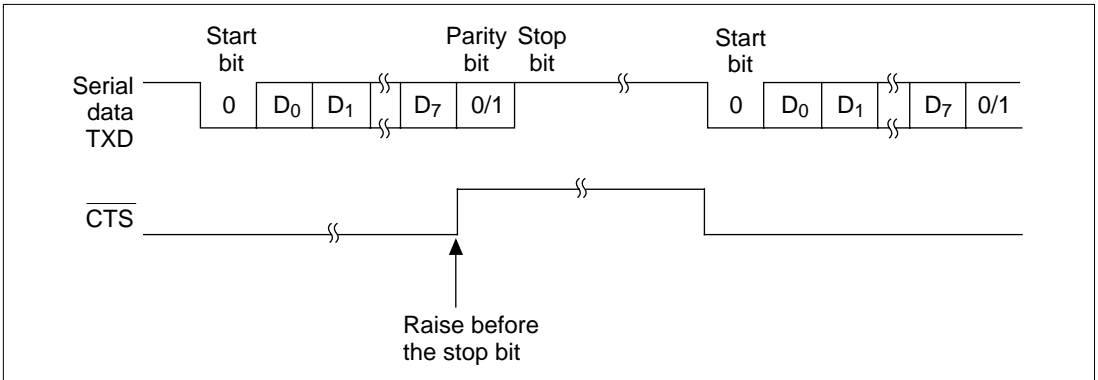 Start bit
Parity bit
Stop bit
Start bit
Serial data TXD
0 D0 D1 D7 0/1 0 D0 D1 D7 0/1
CTS
Raise before
the stop bit